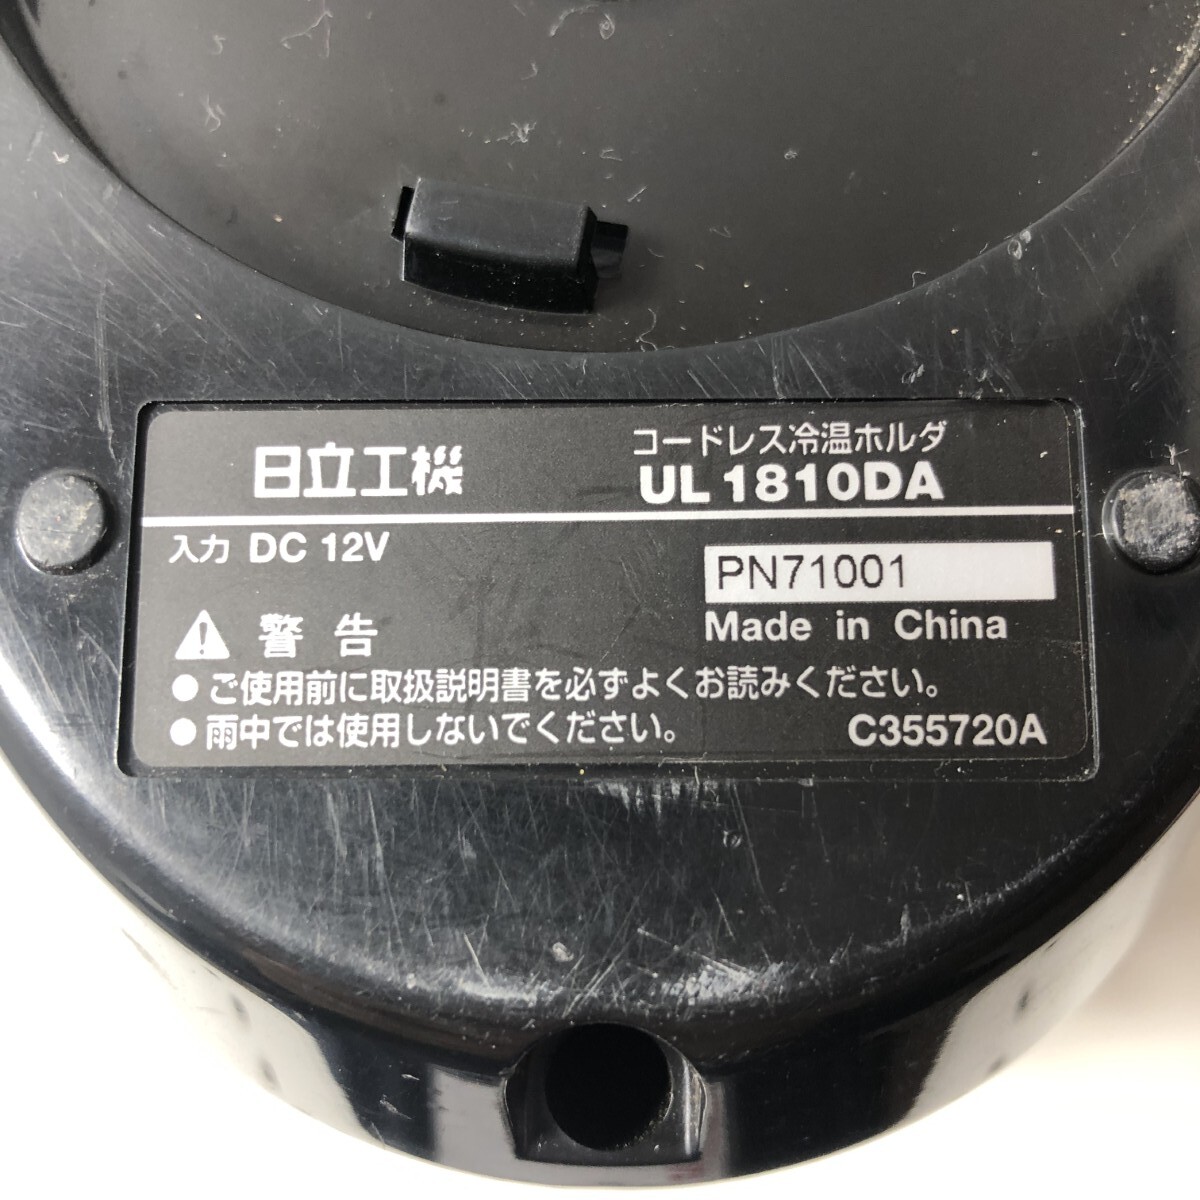 日立工機
コードレス冷温ホルダ
UL1810DA
入力 DC 12V
PN71001
Made in China
警告
● ご使用前に取扱説明書を必ずよくお読みください。
● 雨中では使用しないでください。
C355720A